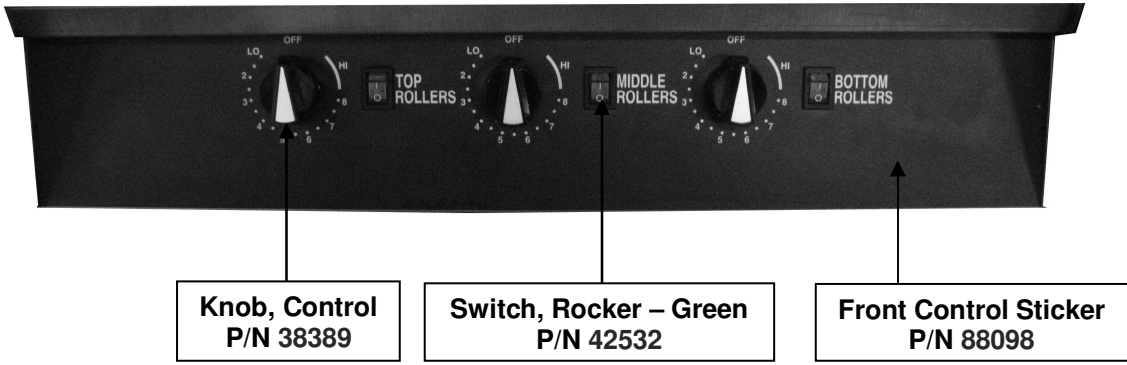 OFF
LO
HI
2
3
4
5
6
7
8
TOP
ROLLERS
OFF
LO
HI
2
3
4
5
6
7
8
MIDDLE
ROLLERS
OFF
LO
HI
2
3
4
5
6
7
8
BOTTOM
ROLLERS
Knob, Control
P/N 38389
Switch, Rocker – Green
P/N 42532
Front Control Sticker
P/N 88098